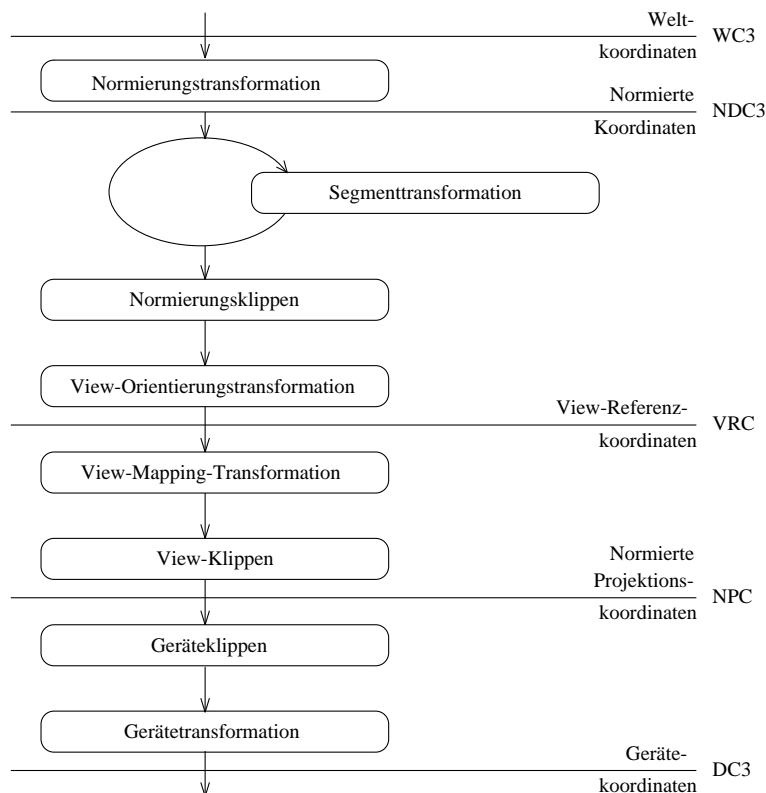 Welt-
WC3
koordinaten
Normierungstransformation
Normierte
NDC3
Koordinaten
Segmenttransformation
Normierungsklippen
View-Orientierungstransformation
View-Referenz-
VRC
koordinaten
View-Mapping-Transformation
View-Klippen
Normierte
Projektions-
NPC
koordinaten
Geräteklippen
Gerätetransformation
Geräte-
DC3
koordinaten